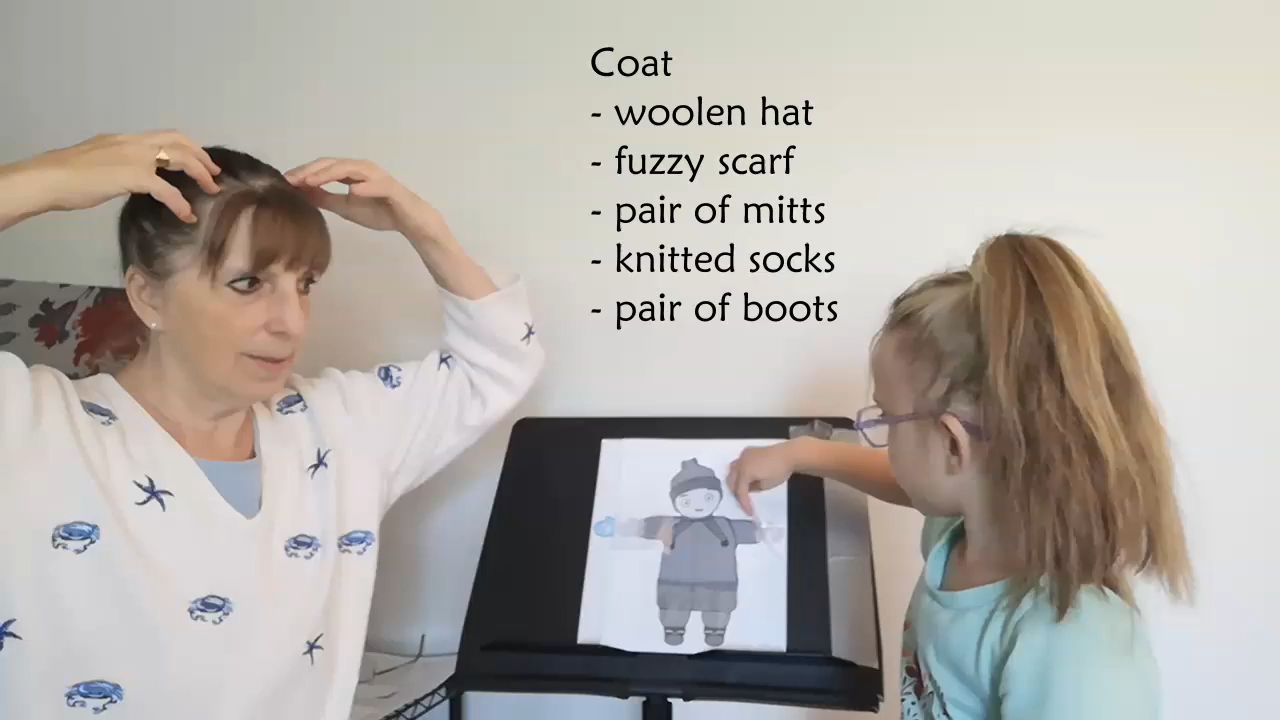 Coat
- woolen hat
- fuzzy scarf
- pair of mitts
- knitted socks
- pair of boots